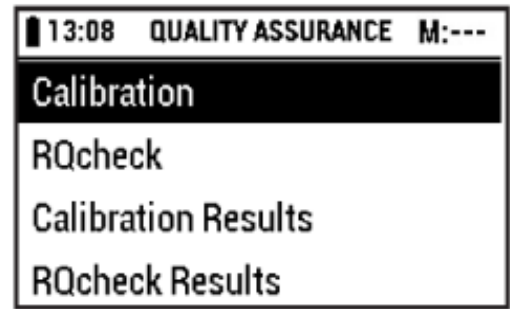 13:08 QUALITY ASSURANCE M:---
Calibration
RQcheck
Calibration Results
RQcheck Results